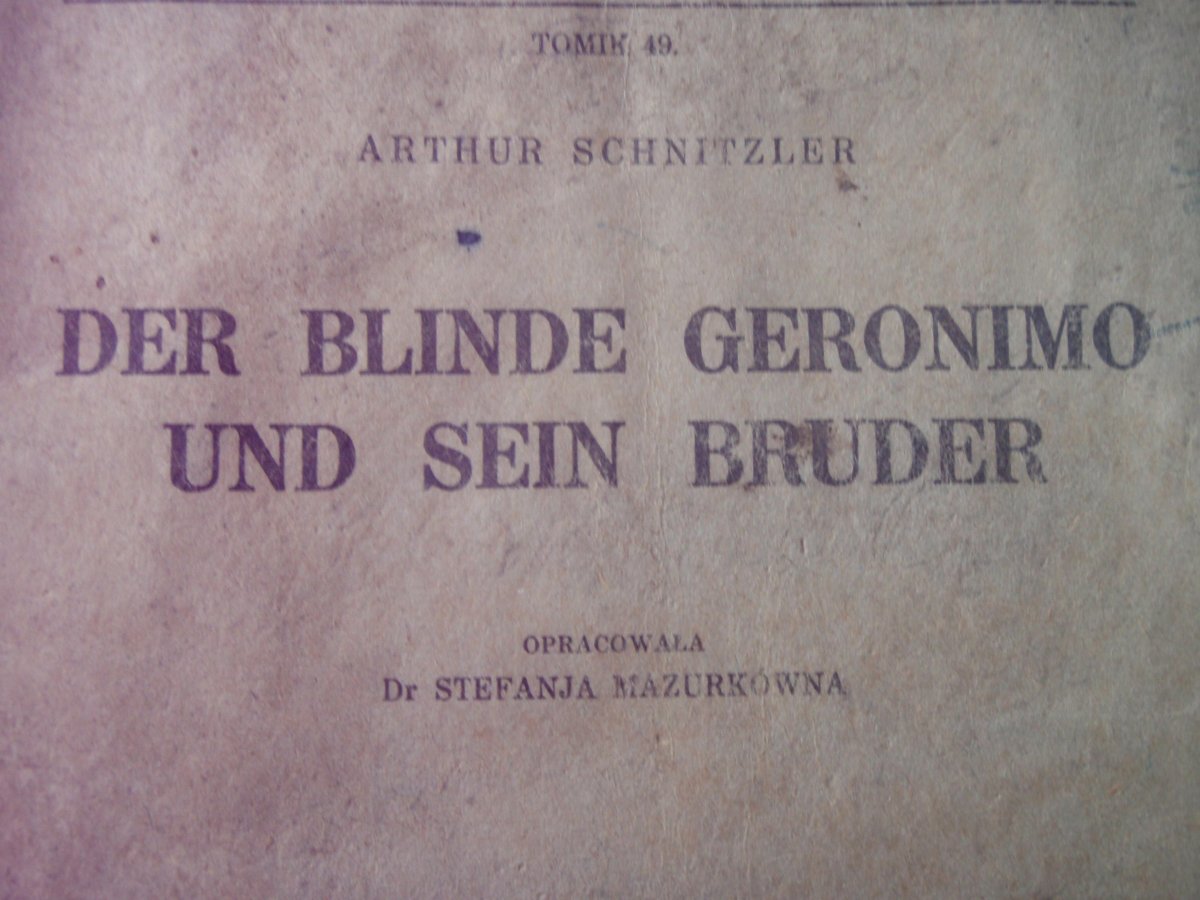 TOMIK 49.
ARTHUR SCHNITZLER
DER BLINDE GERONIMO
UND SEIN BRUDER
OPRACOWAŁA
Dr STEFANJA MAZURKÓWNA